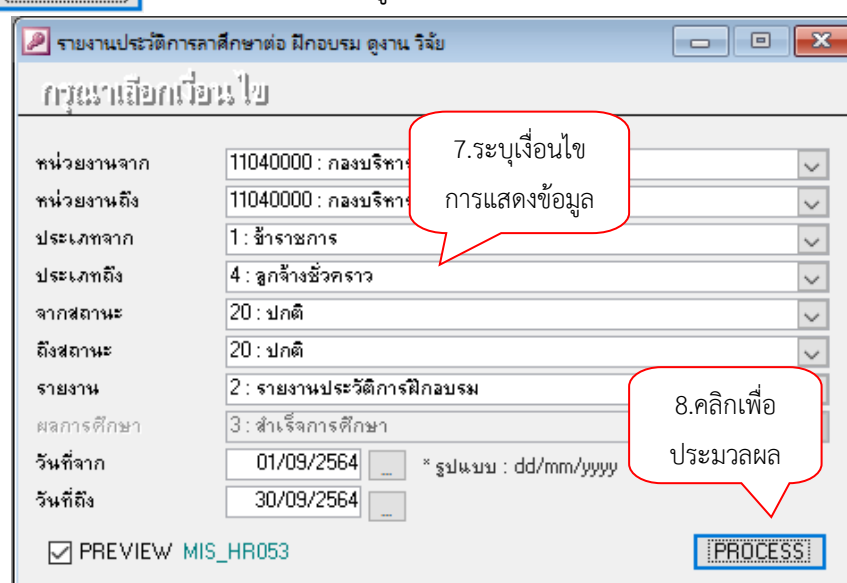 รายงานประวัติการลาศึกษาต่อ ฝึกอบรม ดูงาน วิจัย
กรุณาเลือกเงื่อนไข
7.ระบุเงื่อนไข
การแสดงข้อมูล
หน่วยงานจาก 11040000 : กองบริหาร
หน่วยงานถึง 11040000 : กองบริหาร
ประเภทจาก 1 : ข้าราชการ
ประเภทถึง 4 : ลูกจ้างชั่วคราว
จากสถานะ 20 : ปกติ
ถึงสถานะ 20 : ปกติ
รายงาน 2 : รายงานประวัติการฝึกอบรม
ผลการศึกษา 3 : สำเร็จการศึกษา
8.คลิกเพื่อ
ประมวลผล
วันที่จาก 01/09/2564 ... * รูปแบบ : dd/mm/yyyy
วันที่ถึง 30/09/2564 ...
PREVIEW MIS_HR053 PROCESS